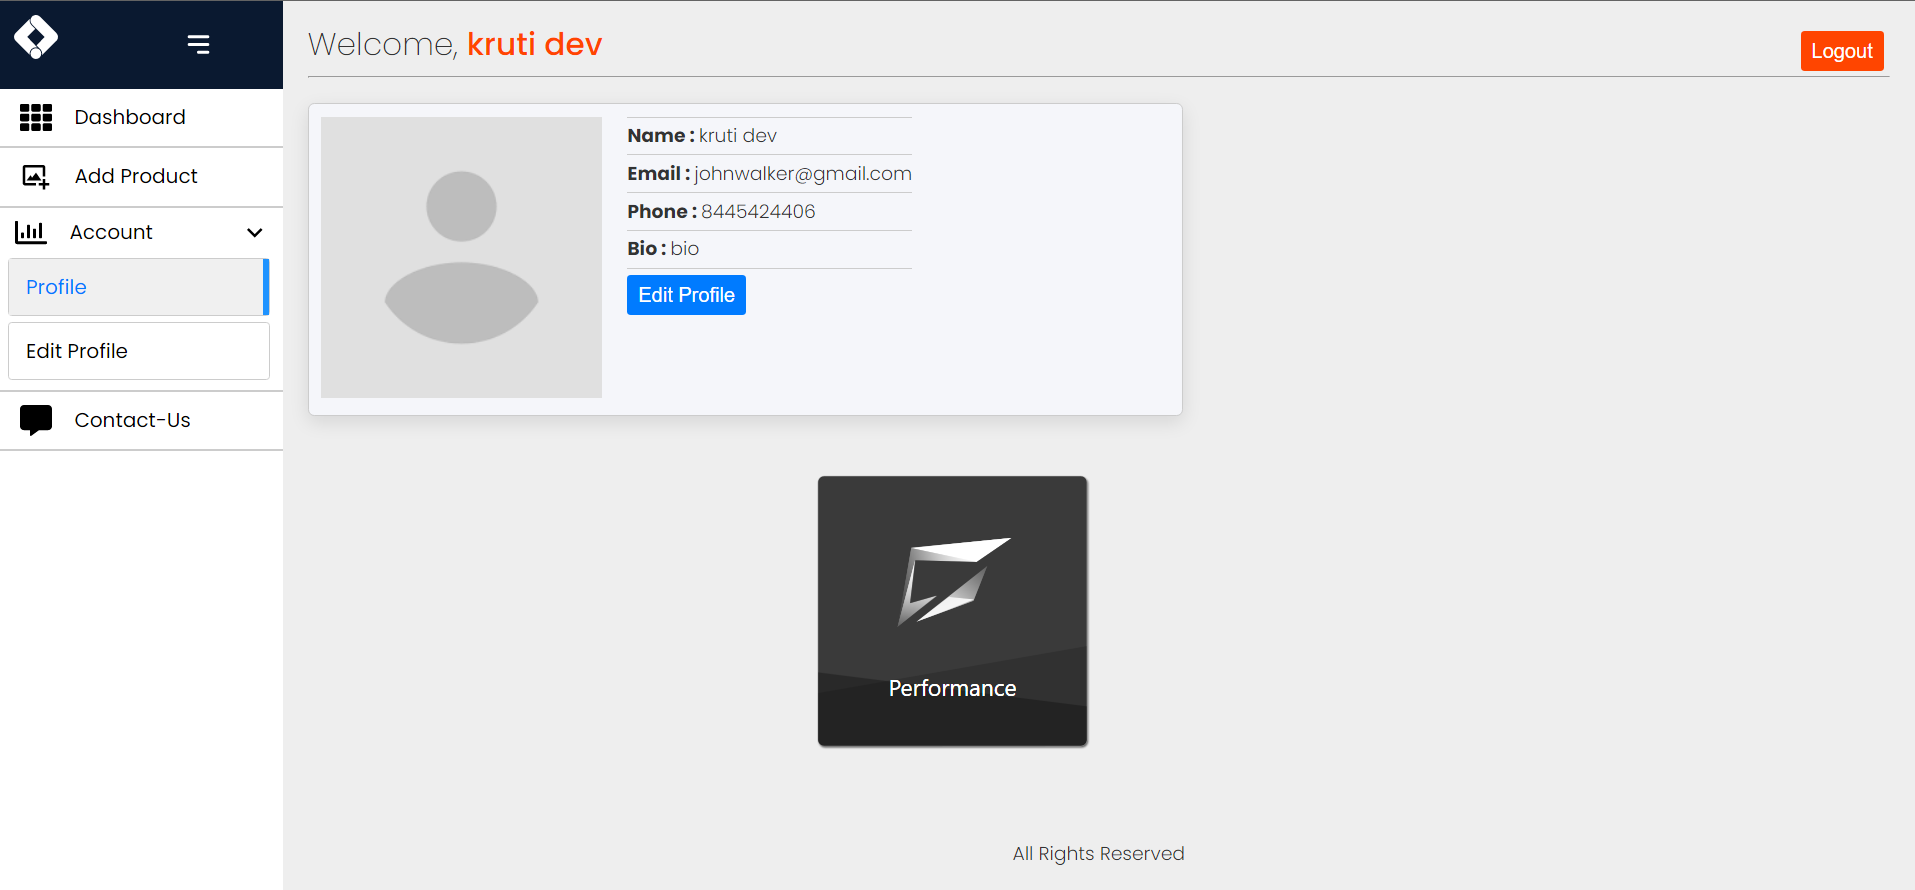 Welcome, kruti dev
Logout
Dashboard
Add Product
Account
Profile
Edit Profile
Contact-Us
Name : kruti dev
Email : johnwalker@gmail.com
Phone : 8445424406
Bio : bio
Edit Profile
Performance
All Rights Reserved